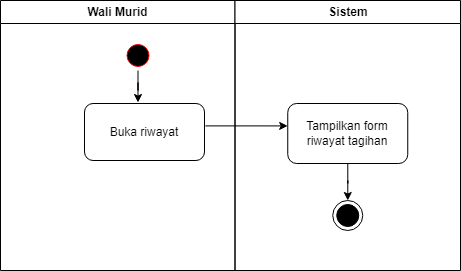 Wali Murid
Sistem
Buka riwayat
Tampilkan form
riwayat tagihan